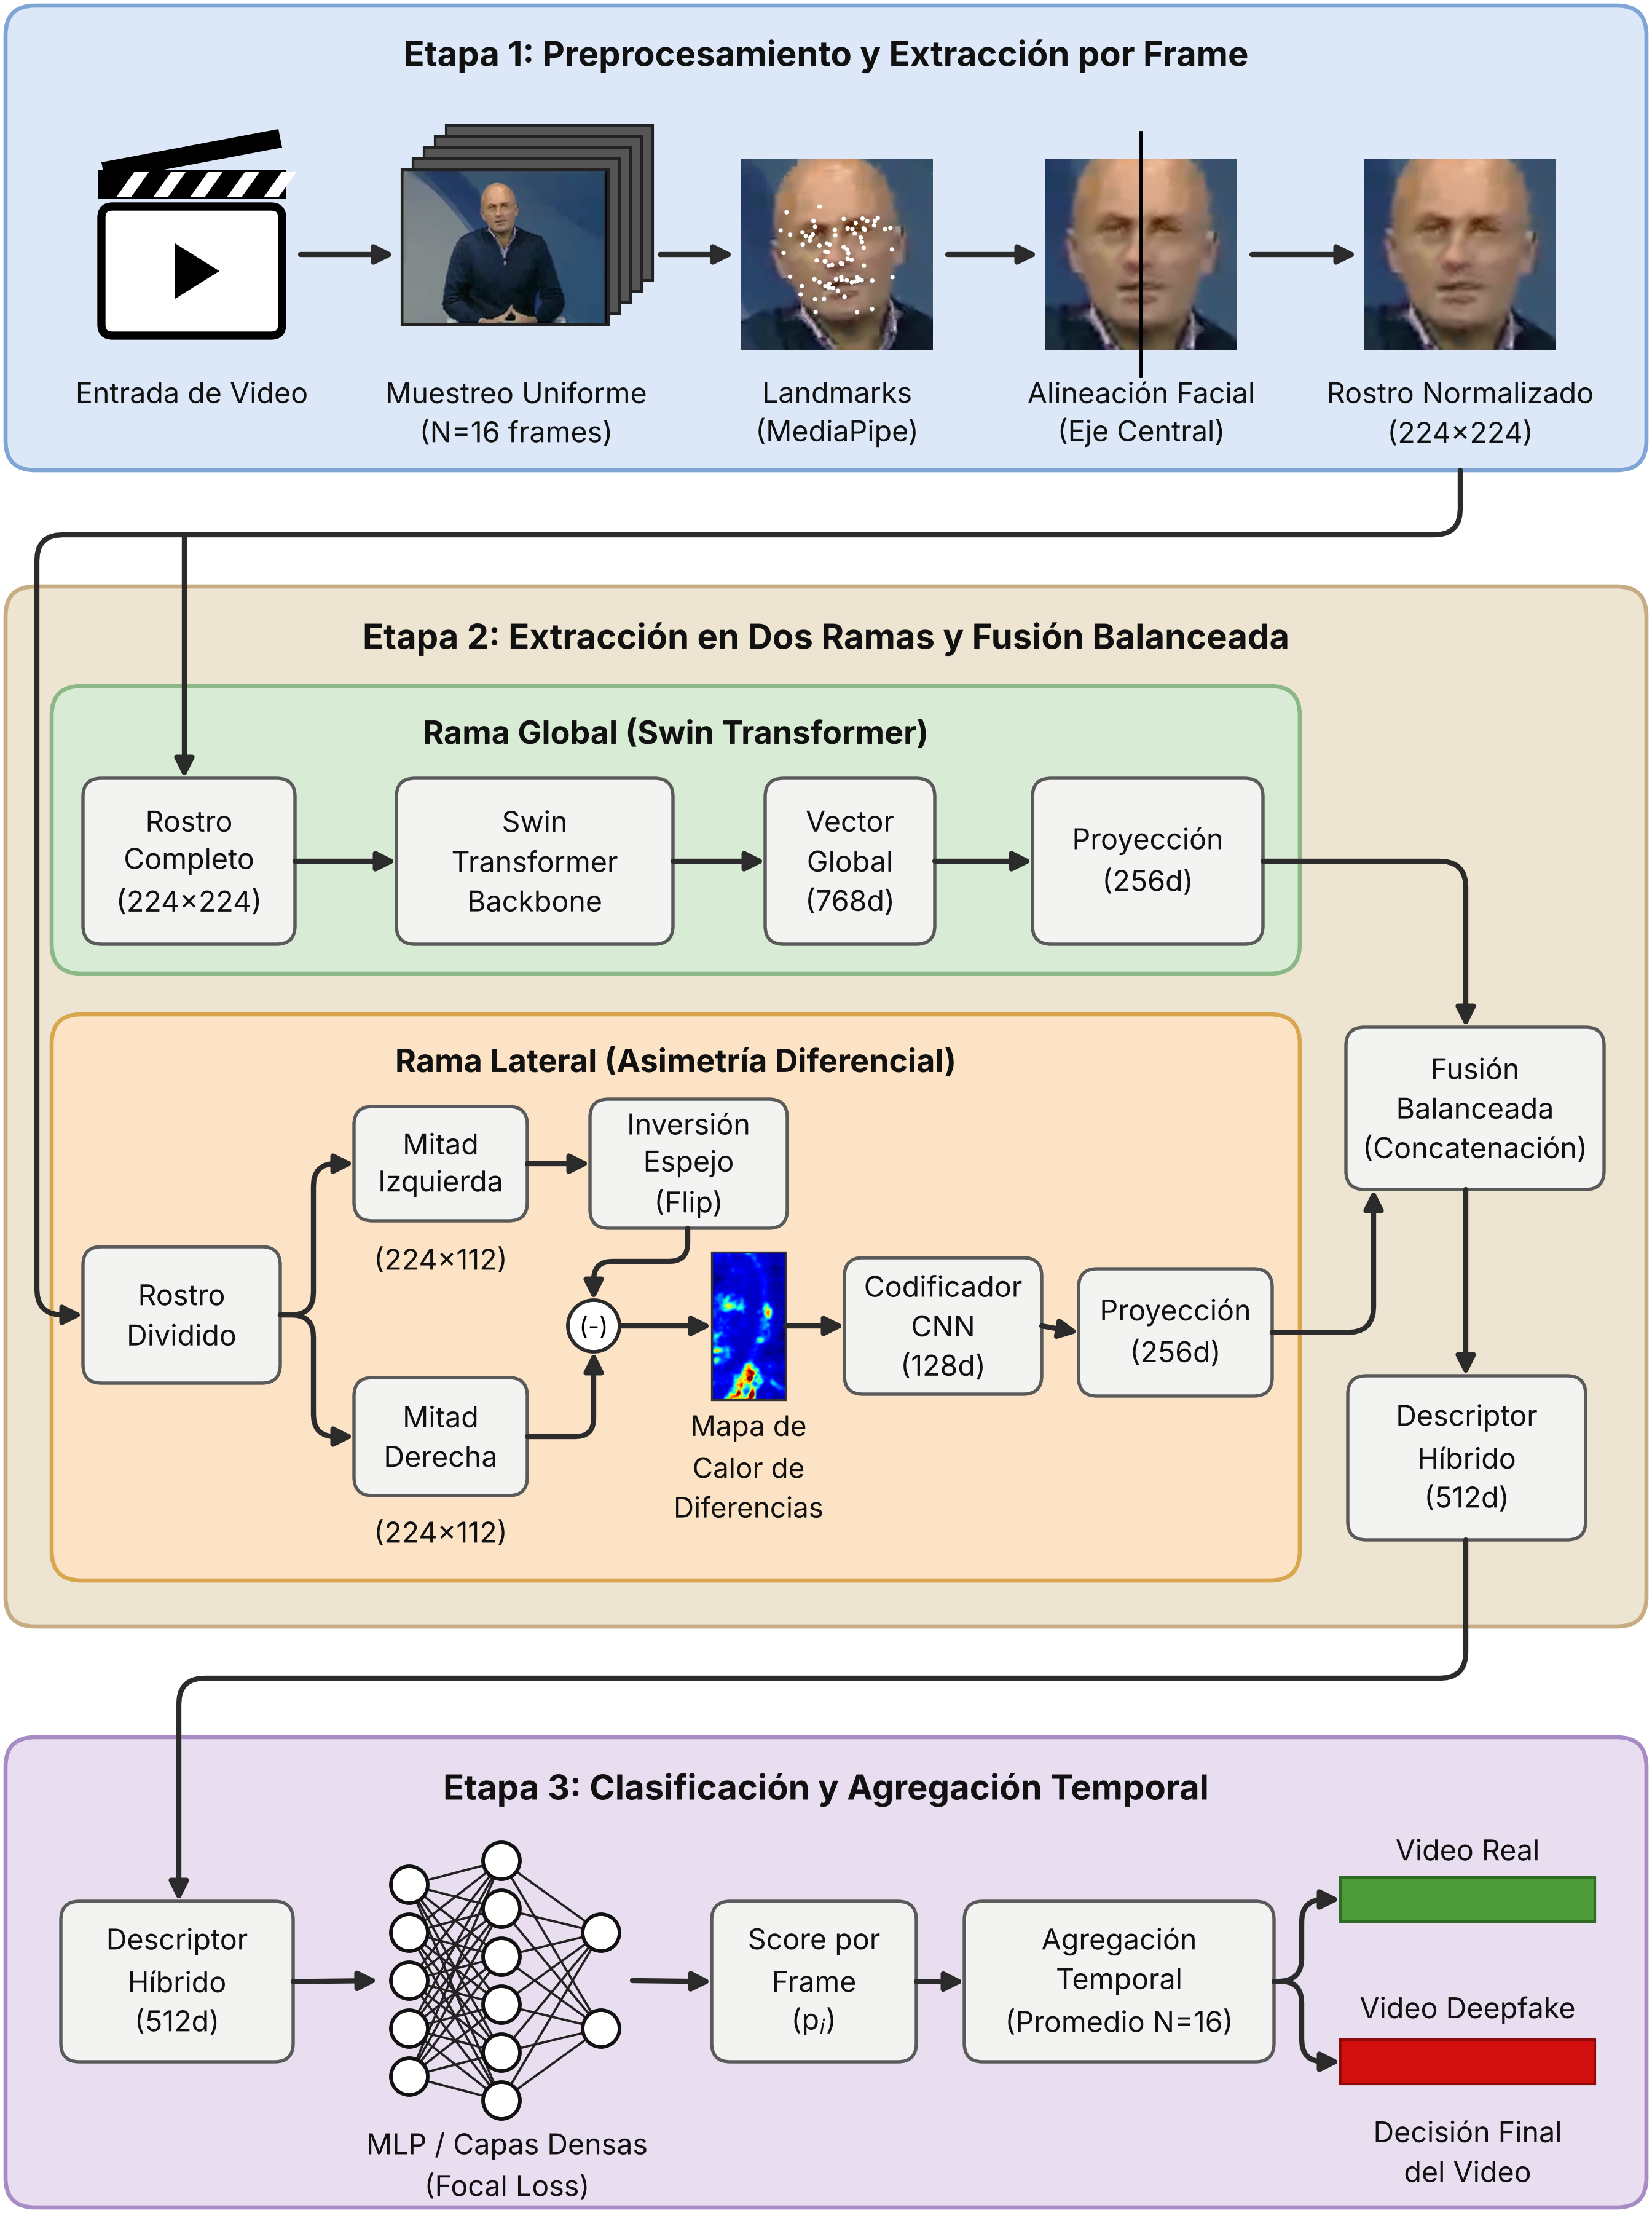 Etapa 1: Preprocesamiento y Extracción por Frame
Entrada de Video
Muestreo Uniforme
(N=16 frames)
Landmarks
(MediaPipe)
Alineación Facial
(Eje Central)
Rostro Normalizado
(224×224)
Etapa 2: Extracción en Dos Ramas y Fusión Balanceada
Rama Global (Swin Transformer)
Rostro
Completo
(224×224)
Swin
Transformer
Backbone
Vector
Global
(768d)
Proyección
(256d)
Rama Lateral (Asimetría Diferencial)
Rostro
Dividido
Mitad
Izquierda
(224×112)
Inversión
Espejo
(Flip)
Mitad
Derecha
(224×112)
(-)
Mapa de
Calor de
Diferencias
Codificador
CNN
(128d)
Proyección
(256d)
Fusión
Balanceada
(Concatenación)
Descriptor
Híbrido
(512d)
Etapa 3: Clasificación y Agregación Temporal
Descriptor
Híbrido
(512d)
MLP / Capas Densas
(Focal Loss)
Score por
Frame
(pᵢ)
Agregación
Temporal
(Promedio N=16)
Video Real
Video Deepfake
Decisión Final
del Video